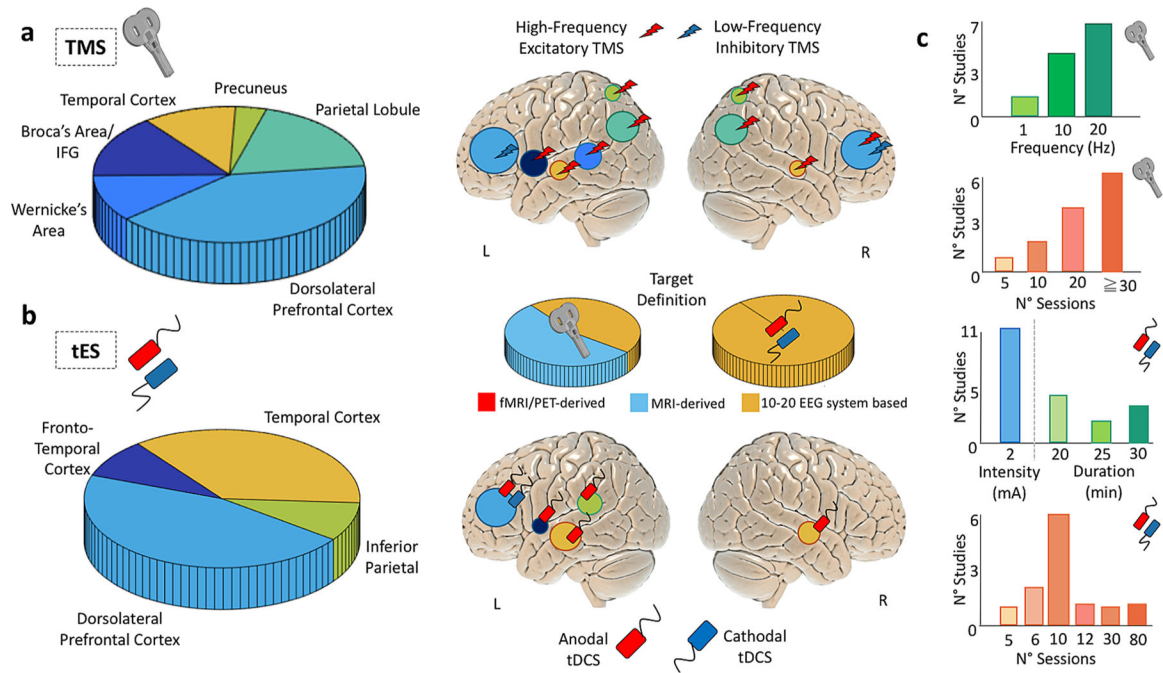 a
TMS
Temporal Cortex
Precuneus
Parietal Lobule
Broca's Area/
IFG
Wernicke's
Area
Dorsolateral
Prefrontal Cortex
High-Frequency
Excitatory TMS
Low-Frequency
Inhibitory TMS
L
R
b
tES
Fronto-
Temporal
Cortex
Temporal Cortex
Inferior
Parietal
Dorsolateral
Prefrontal Cortex
Target
Definition
fMRI/PET-derived
MRI-derived
10-20 EEG system based
L
R
Anodal
tDCS
Cathodal
tDCS
c
N° Studies
7
3
0
1 10 20
Frequency (Hz)
N° Studies
6
3
0
5 10 20 ≧30
N° Sessions
N° Studies
11
5
0
2 20 25 30
Intensity
(mA)
Duration
(min)
N° Studies
6
3
0
5 6 10 12 30 80
N° Sessions